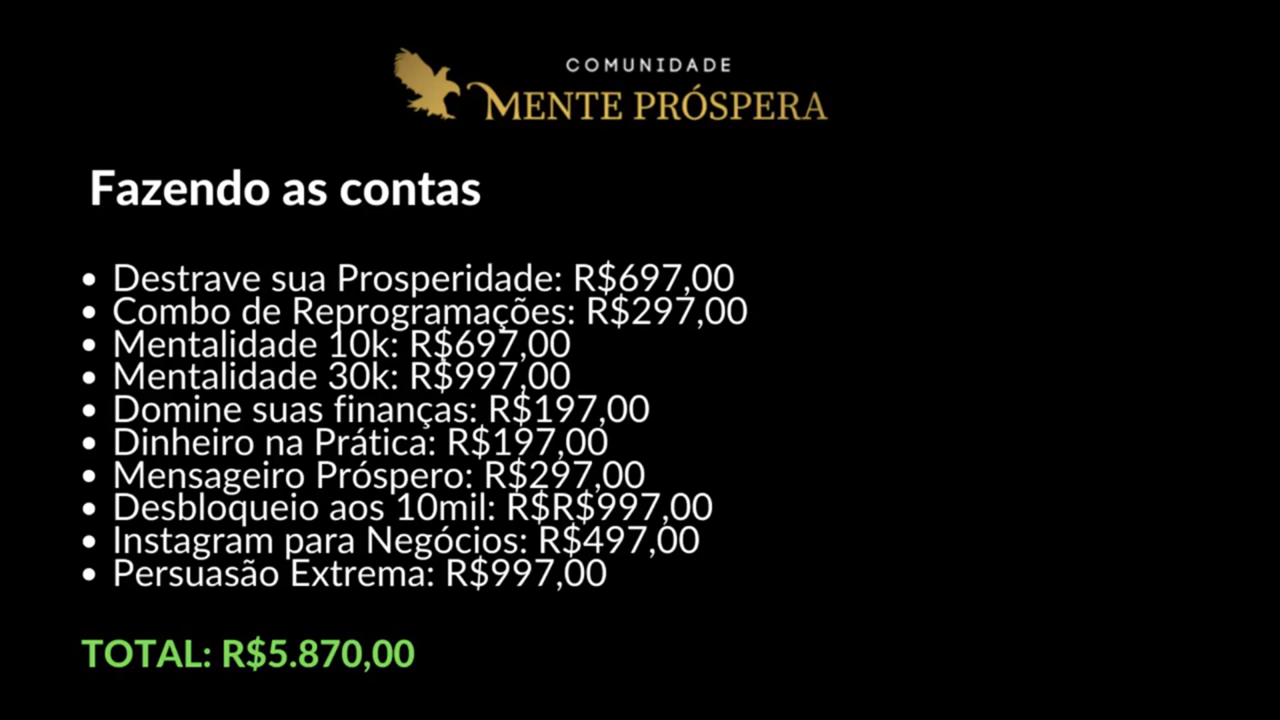 COMUNIDADE
MENTE PRÓSPERA
Fazendo as contas
• Destrave sua Prosperidade: R$697,00
• Combo de Reprogramações: R$297,00
• Mentalidade 10k: R$697,00
• Mentalidade 30k: R$997,00
• Domine suas finanças: R$197,00
• Dinheiro na Prática: R$197,00
• Mensageiro Próspero: R$297,00
• Desbloqueio aos 10mil: R$R$997,00
• Instagram para Negócios: R$497,00
• Persuasão Extrema: R$997,00
TOTAL: R$5.870,00